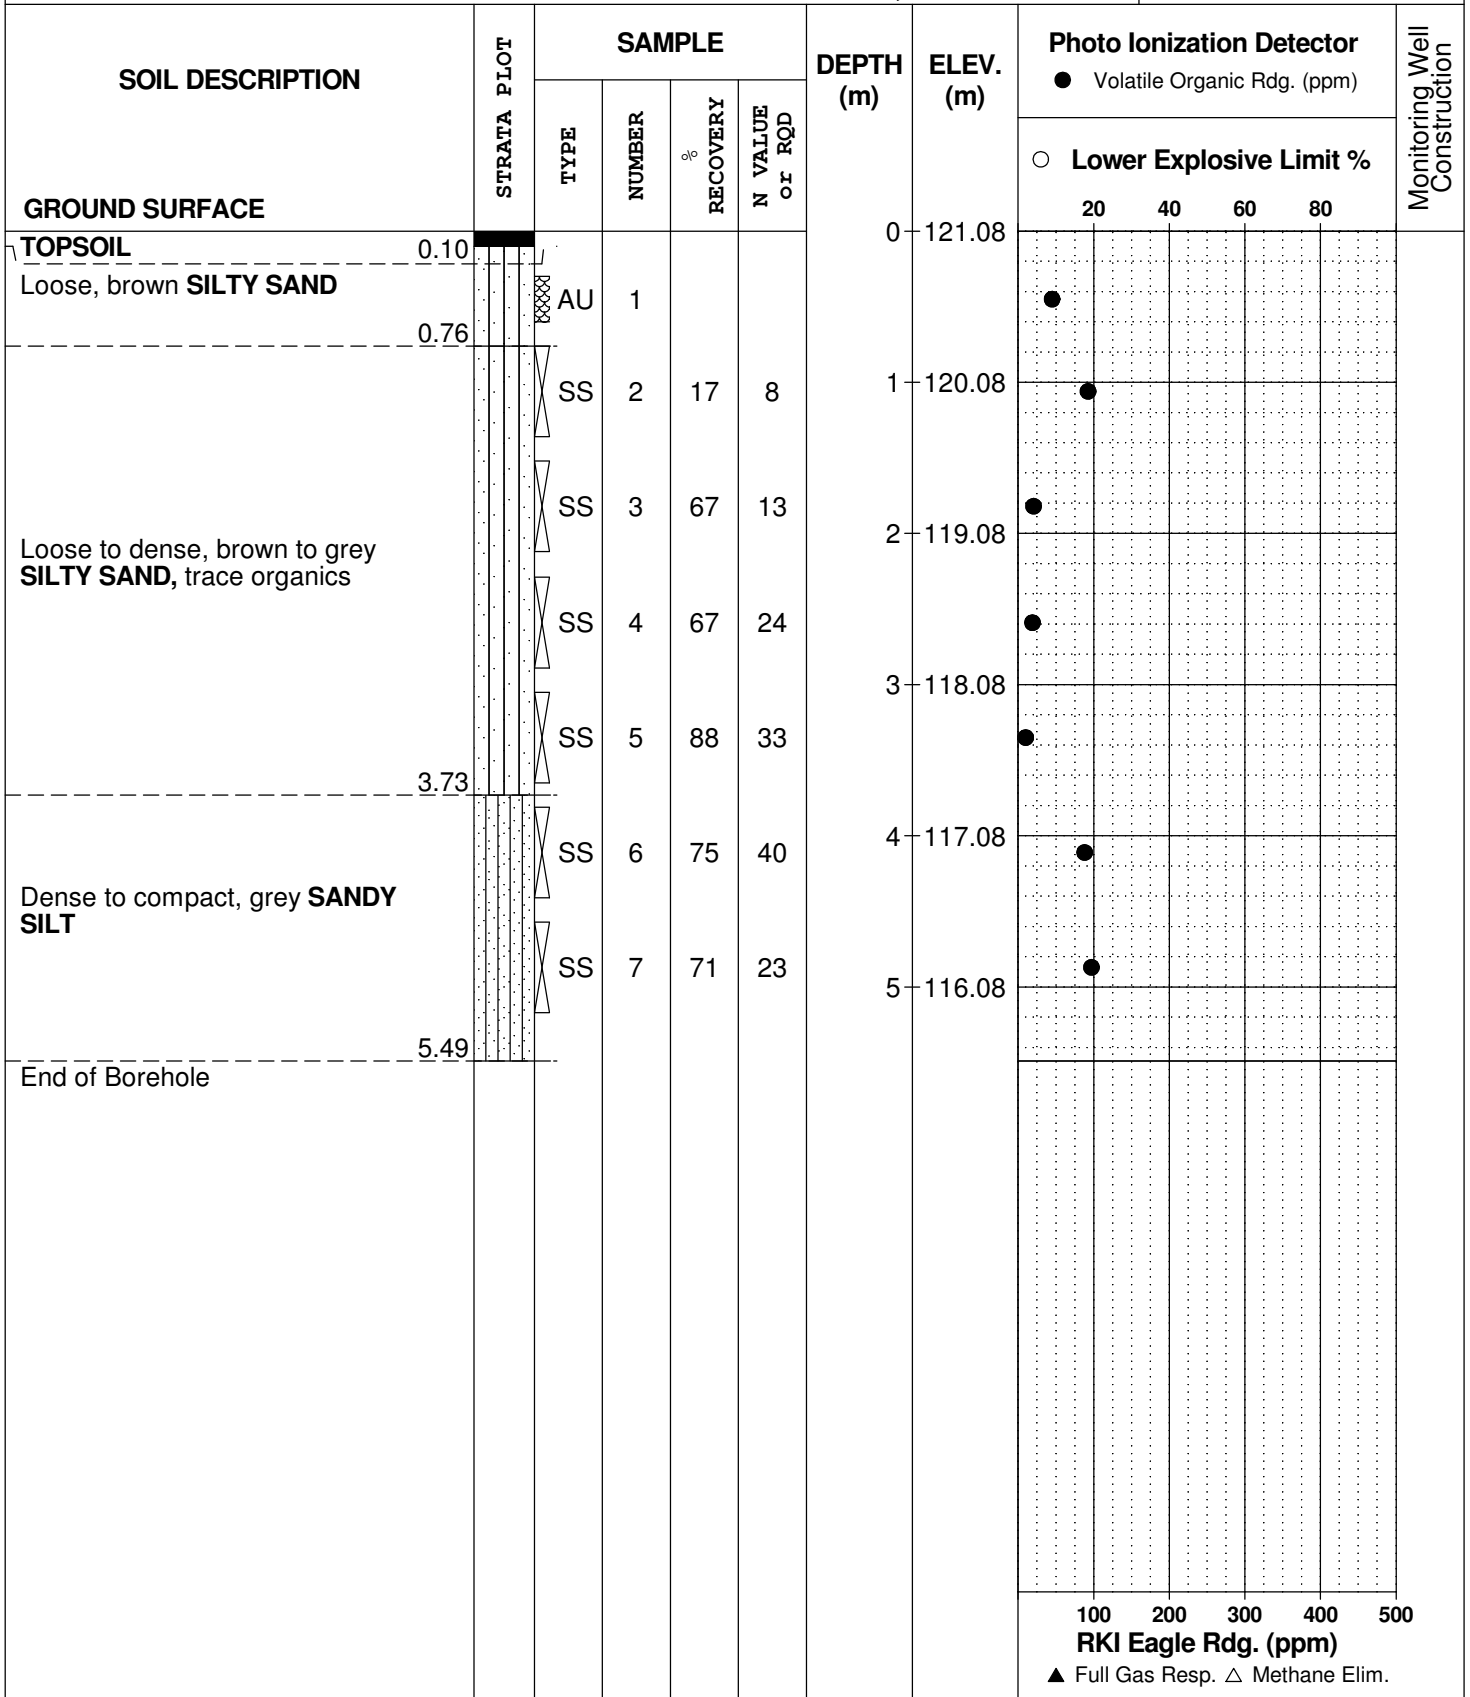 SOIL DESCRIPTION
GROUND SURFACE
STRATA PLOT
SAMPLE
TYPE
NUMBER
% RECOVERY
N VALUE or RQD
DEPTH (m)
ELEV. (m)
Photo Ionization Detector
● Volatile Organic Rdg. (ppm)
○ Lower Explosive Limit %
20 40 60 80
Monitoring Well Construction
0 121.08
TOPSOIL 0.10
Loose, brown SILTY SAND
AU 1
0.76
1 120.08
SS 2 17 8
SS 3 67 13
2 119.08
Loose to dense, brown to grey
SILTY SAND, trace organics
SS 4 67 24
3 118.08
SS 5 88 33
3.73
4 117.08
SS 6 75 40
Dense to compact, grey SANDY
SILT
SS 7 71 23
5 116.08
5.49
End of Borehole
100 200 300 400 500
RKI Eagle Rdg. (ppm)
▲ Full Gas Resp. △ Methane Elim.